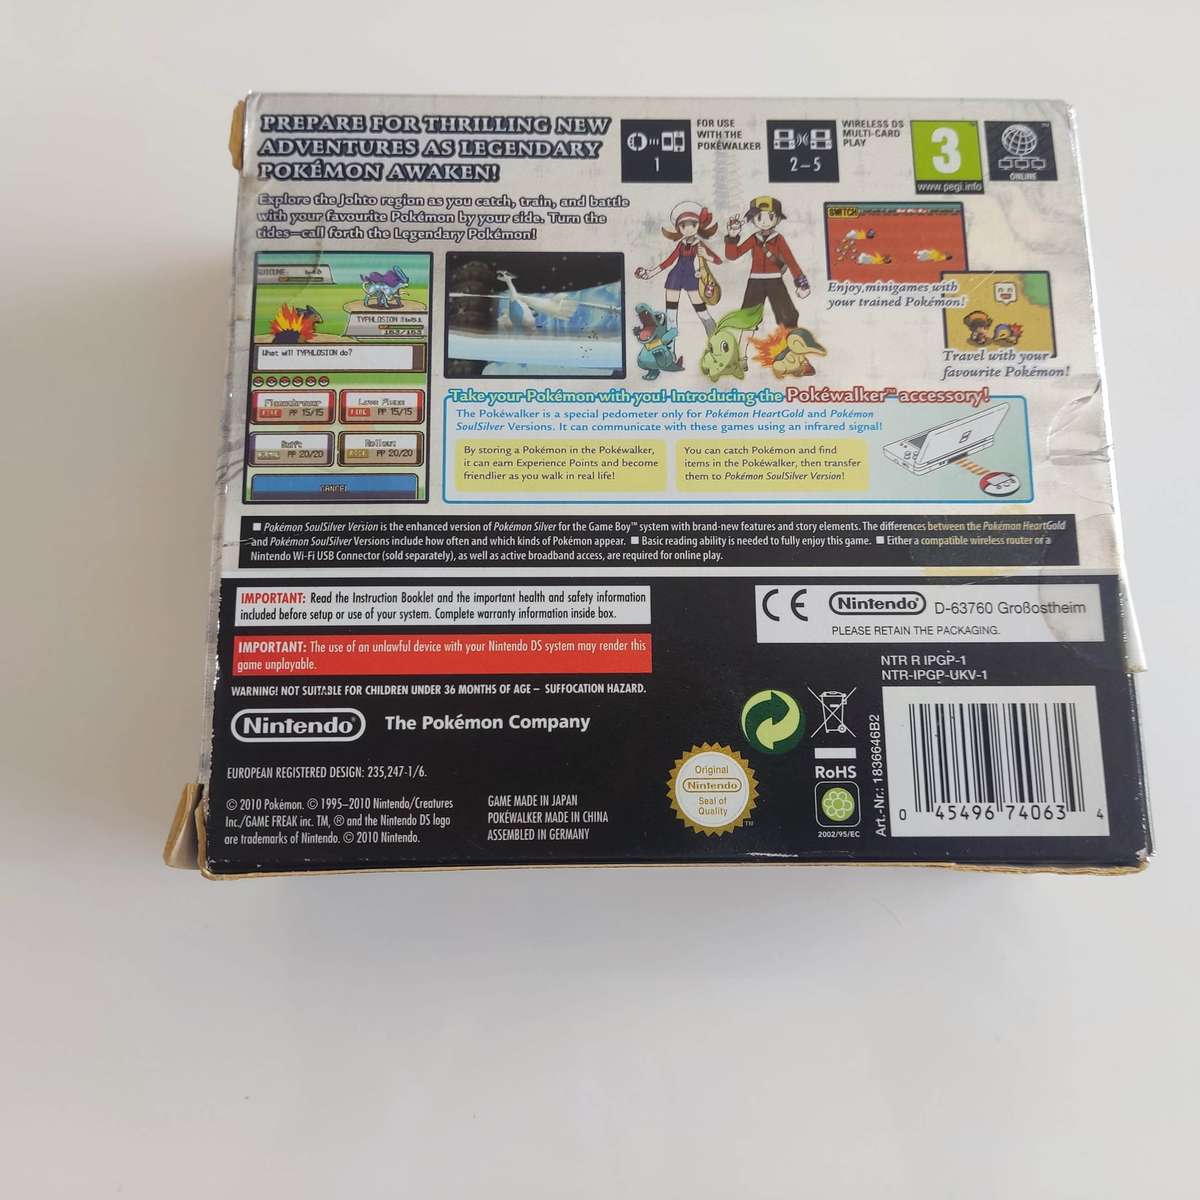 PREPARE FOR THRILLING NEW
ADVENTURES AS LEGENDARY
POKÉMON AWAKEN!
Explore the Johto region as you catch, train, and battle
with your favourite Pokémon by your side. Turn the
tides—call forth the Legendary Pokémon!
1
FOR USE
WITH THE
POKÉWALKER
2–5
WIRELESS DS
MULTI-CARD
PLAY
3
™
www.pegi.info
™
ONLINE
TYPHLOSION
What will TYPHLOSION do?
Flamethrower
FIRE PP 15/15
Lava Plume
FIRE PP 15/15
Swift
PP 20/20
Rollout
ROCK PP 20/20
CANCEL
SWITCH
Enjoy minigames with
your trained Pokémon!
Travel with your
favourite Pokémon!
Take your Pokémon with you! Introducing the Pokéwalker™ accessory!
The Pokéwalker is a special pedometer only for Pokémon HeartGold and Pokémon
SoulSilver Versions. It can communicate with these games using an infrared signal!
By storing a Pokémon in the Pokéwalker,
it can earn Experience Points and become
friendlier as you walk in real life!
You can catch Pokémon and find
items in the Pokéwalker, then transfer
them to Pokémon SoulSilver Version!
■ Pokémon SoulSilver Version is the enhanced version of Pokémon Silver for the Game Boy™ system with brand-new features and story elements. The differences between the Pokémon HeartGold
and Pokémon SoulSilver Versions include how often and which kinds of Pokémon appear. ■ Basic reading ability is needed to fully enjoy this game. ■ Either a compatible wireless router or a
Nintendo Wi-Fi USB Connector (sold separately), as well as active broadband access, are required for online play.
IMPORTANT: Read the Instruction Booklet and the important health and safety information
included before setup or use of your system. Complete warranty information inside box.
IMPORTANT: The use of an unlawful device with your Nintendo DS system may render this
game unplayable.
WARNING! NOT SUITABLE FOR CHILDREN UNDER 36 MONTHS OF AGE – SUFFOCATION HAZARD.
CE Nintendo® D-63760 Großostheim
PLEASE RETAIN THE PACKAGING.
NTR R IPGP-1
NTR-IPGP-UKV-1
Nintendo® The Pokémon Company
EUROPEAN REGISTERED DESIGN: 235,247-1/6.
© 2010 Pokémon. © 1995–2010 Nintendo/Creatures
Inc./GAME FREAK inc. TM, ® and the Nintendo DS logo
are trademarks of Nintendo. © 2010 Nintendo.
GAME MADE IN JAPAN
POKÉWALKER MADE IN CHINA
ASSEMBLED IN GERMANY
Original
Nintendo
Seal of
Quality
TM
RoHS
2002/95/EC
Art.-Nr.: 1836646B2
0 45496 74063 4